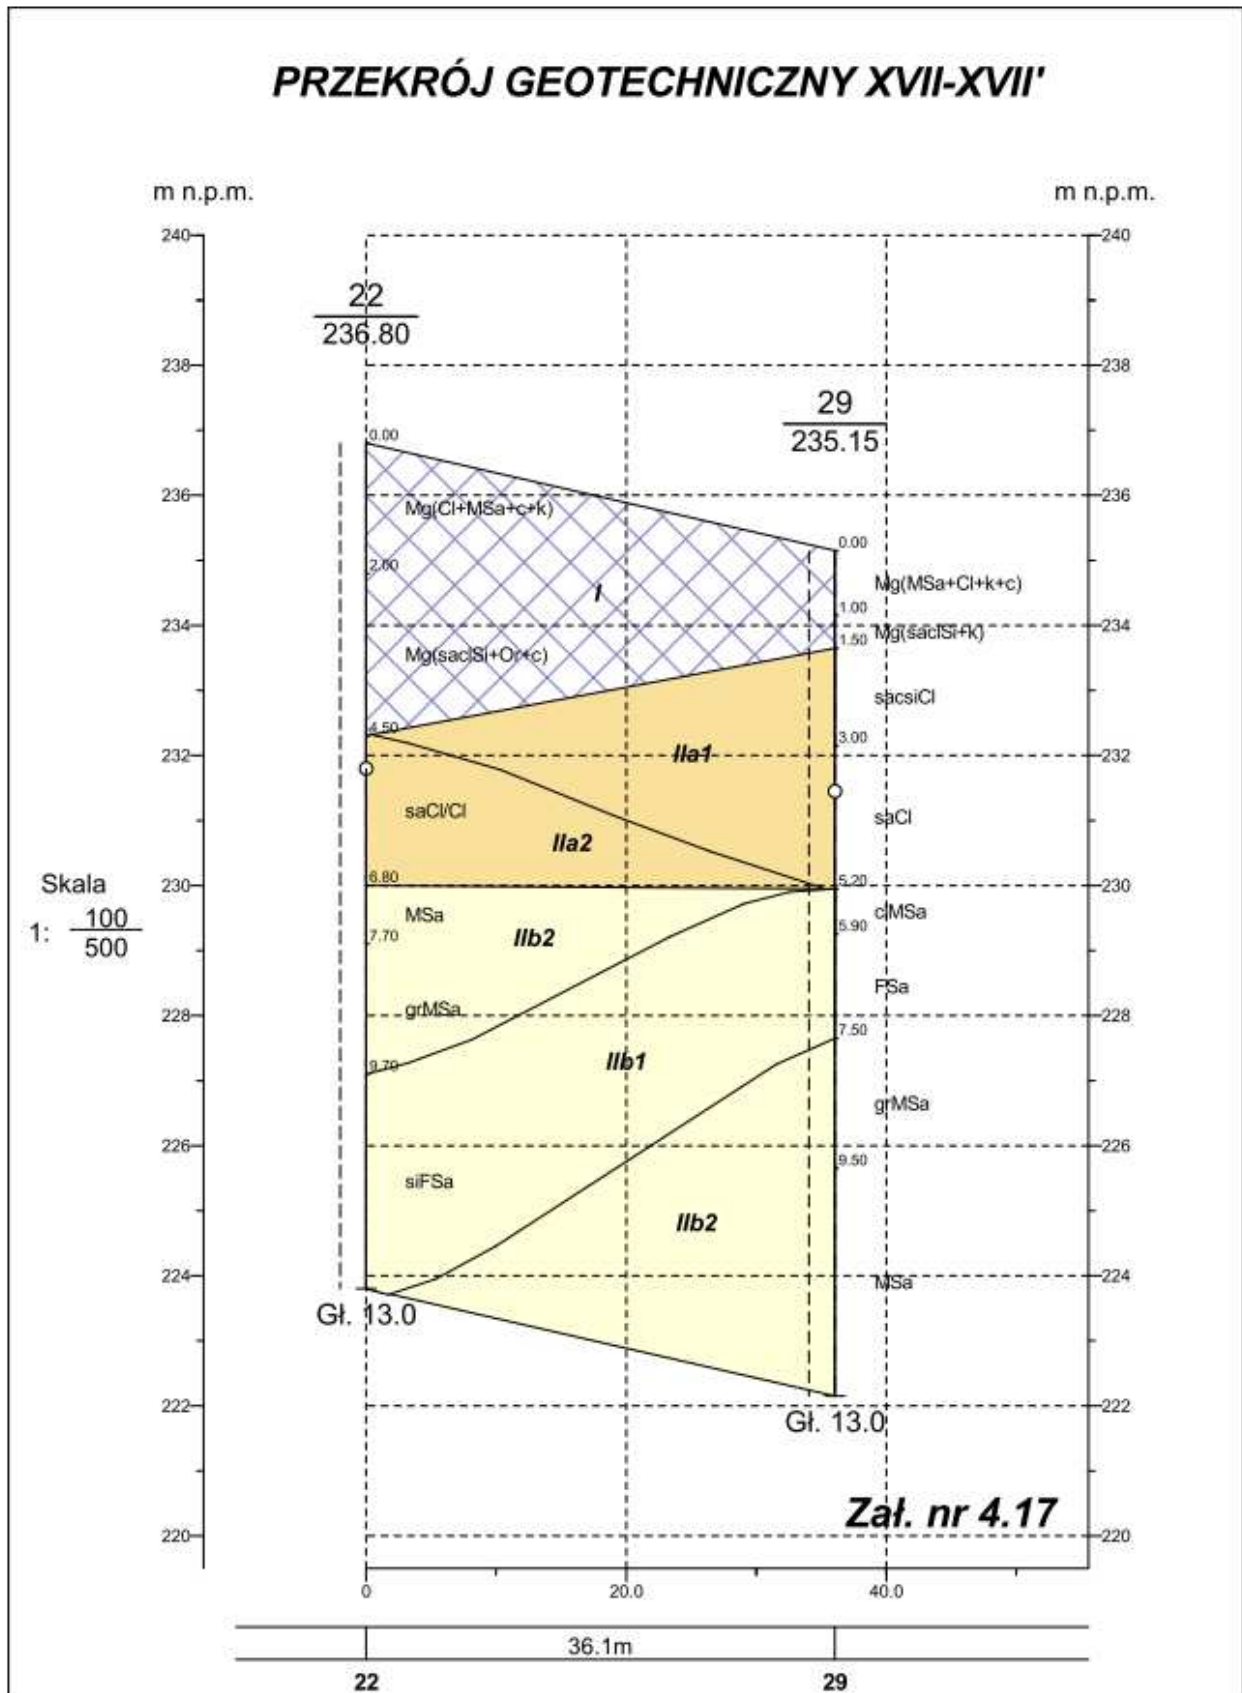 PRZEKRÓJ GEOTECHNICZNY XVII-XVII'
m n.p.m.
m n.p.m.
240
240
22
236.80
238
238
29
235.15
0.00
236
236
Mg(Cl+MSa+c+k)
0.00
2.00
Mg(MSa+Cl+k+c)
I
1.00
234
234
Mg(saclSi+k)
1.50
Mg(saclSi+Or+c)
sacsiCl
4.50
3.00
232
IIa1
232
saCl/Cl
saCl
IIa2
6.80
5.20
230
230
Skala
1: 100
500
MSa
clMSa
7.70
IIb2
5.90
FSa
grMSa
228
228
7.50
9.70
IIb1
grMSa
226
226
9.50
siFSa
IIb2
224
224
MSa
Gł. 13.0
222
222
Gł. 13.0
Zał. nr 4.17
220
220
0
20.0
40.0
36.1m
22
29